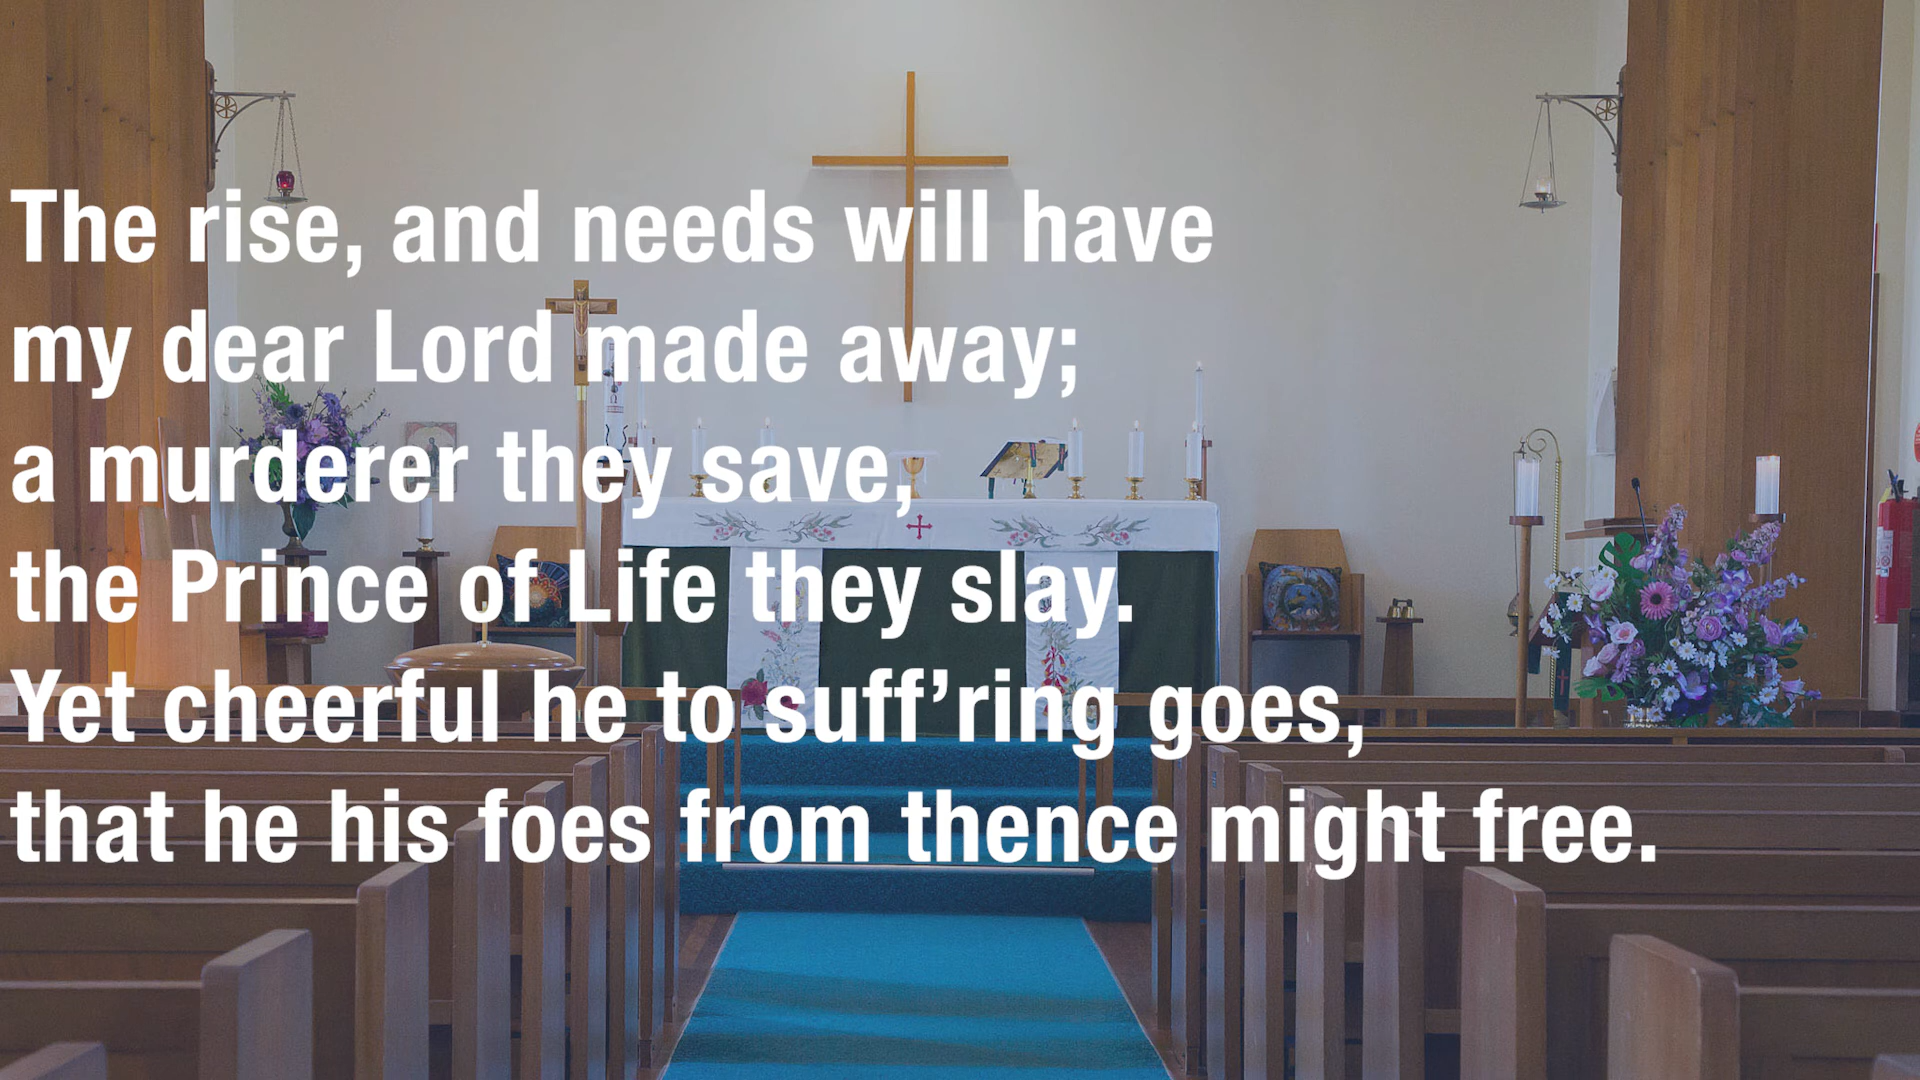 The rise, and needs will have
my dear Lord made away;
a murderer they save,
the Prince of Life they slay.
Yet cheerful he to suff’ring goes,
that he his foes from thence might free.